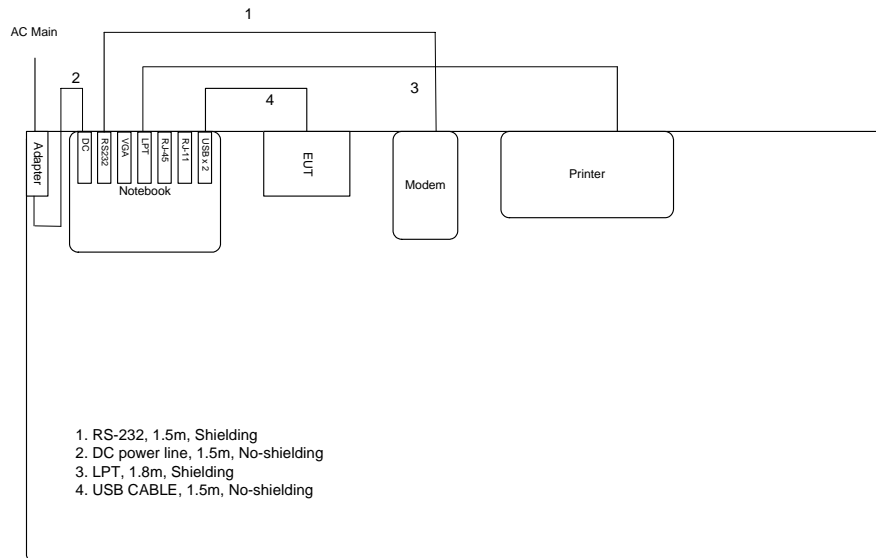 1
AC Main
2
3
4
Adapter
DC
RS232
VGA
LPT
RJ-45
RJ-11
USB x 2
Notebook
EUT
Modem
Printer
1. RS-232, 1.5m, Shielding
2. DC power line, 1.5m, No-shielding
3. LPT, 1.8m, Shielding
4. USB CABLE, 1.5m, No-shielding